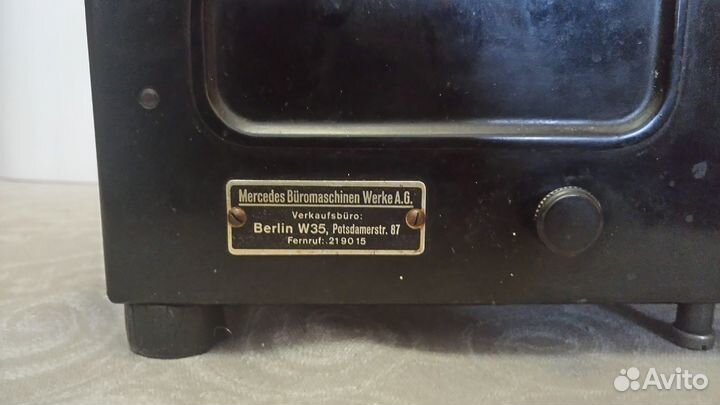 Mercedes Büromaschinen Werke A.G.
Verkaufsbüro:
Berlin W35, Potsdamerstr. 87
Fernruf: 219015
Avito